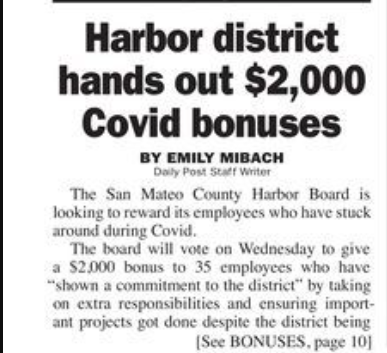 Harbor district
hands out $2,000
Covid bonuses
BY EMILY MIBACH
Daily Post Staff Writer
The San Mateo County Harbor Board is
looking to reward its employees who have stuck
around during Covid.
The board will vote on Wednesday to give
a $2,000 bonus to 35 employees who have
"shown a commitment to the district" by taking
on extra responsibilities and ensuring import-
ant projects got done despite the district being
[See BONUSES, page 10]